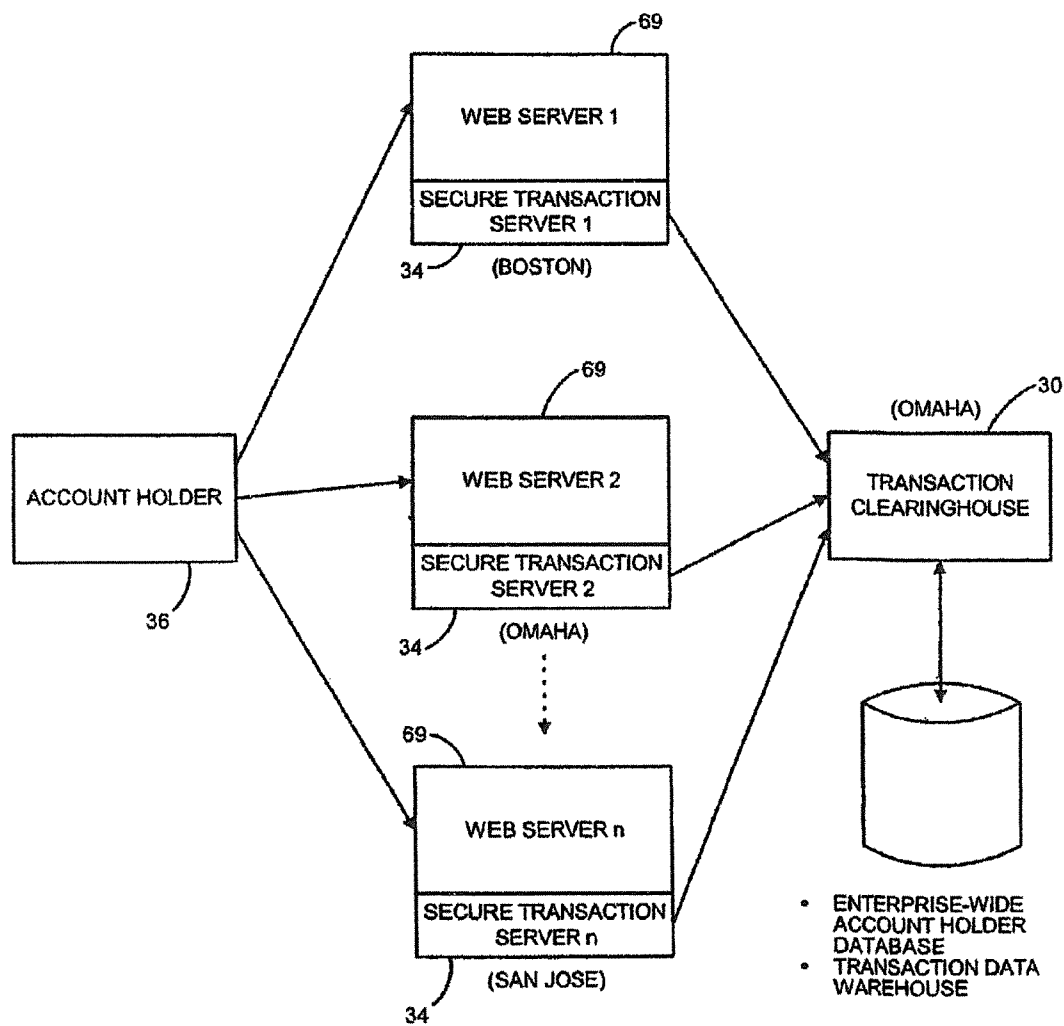 69
WEB SERVER 1
SECURE TRANSACTION
SERVER 1
34
(BOSTON)
69
WEB SERVER 2
SECURE TRANSACTION
SERVER 2
34
(OMAHA)
ACCOUNT HOLDER
36
(OMAHA)
30
TRANSACTION
CLEARINGHOUSE
69
WEB SERVER n
SECURE TRANSACTION
SERVER n
34
(SAN JOSE)
• ENTERPRISE-WIDE
ACCOUNT HOLDER
DATABASE
• TRANSACTION DATA
WAREHOUSE